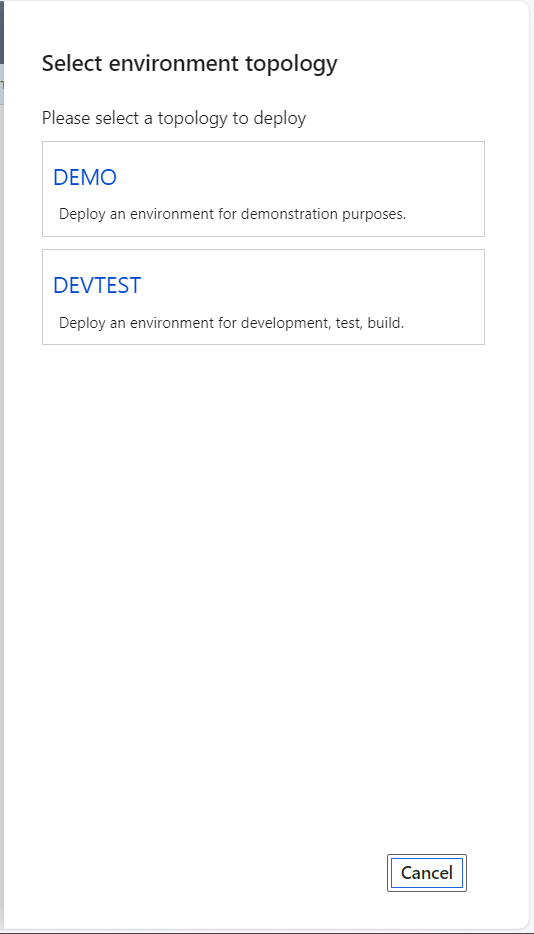 Select environment topology
Please select a topology to deploy
DEMO
Deploy an environment for demonstration purposes.
DEVTEST
Deploy an environment for development, test, build.
Cancel